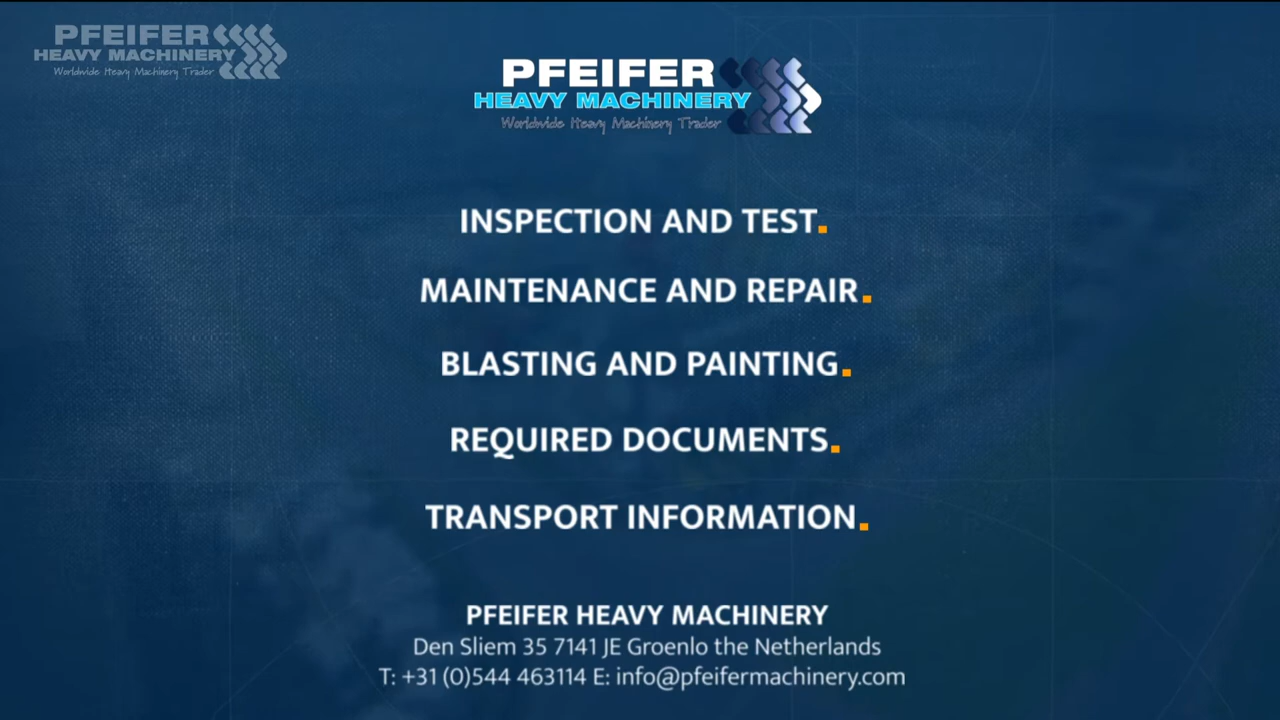 PFEIFER
HEAVY MACHINERY
Worldwide Heavy Machinery Trader
PFEIFER
HEAVY MACHINERY
Worldwide Heavy Machinery Trader
INSPECTION AND TEST.
MAINTENANCE AND REPAIR.
BLASTING AND PAINTING.
REQUIRED DOCUMENTS.
TRANSPORT INFORMATION.
PFEIFER HEAVY MACHINERY
Den Sliem 35 7141 JE Groenlo the Netherlands
T: +31 (0)544 463114 E: info@pfeifermachinery.com